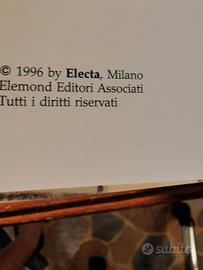 © 1996 by Electa, Milano
Elemond Editori Associati
Tutti i diritti riservati
subito